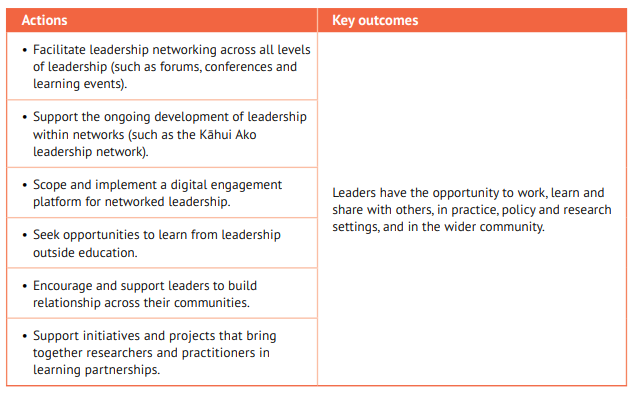 Actions
Key outcomes
• Facilitate leadership networking across all levels
of leadership (such as forums, conferences and
learning events).
• Support the ongoing development of leadership
within networks (such as the Kāhui Ako
leadership network).
• Scope and implement a digital engagement
platform for networked leadership.
• Seek opportunities to learn from leadership
outside education.
• Encourage and support leaders to build
relationship across their communities.
• Support initiatives and projects that bring
together researchers and practitioners in
learning partnerships.
Leaders have the opportunity to work, learn and
share with others, in practice, policy and research
settings, and in the wider community.